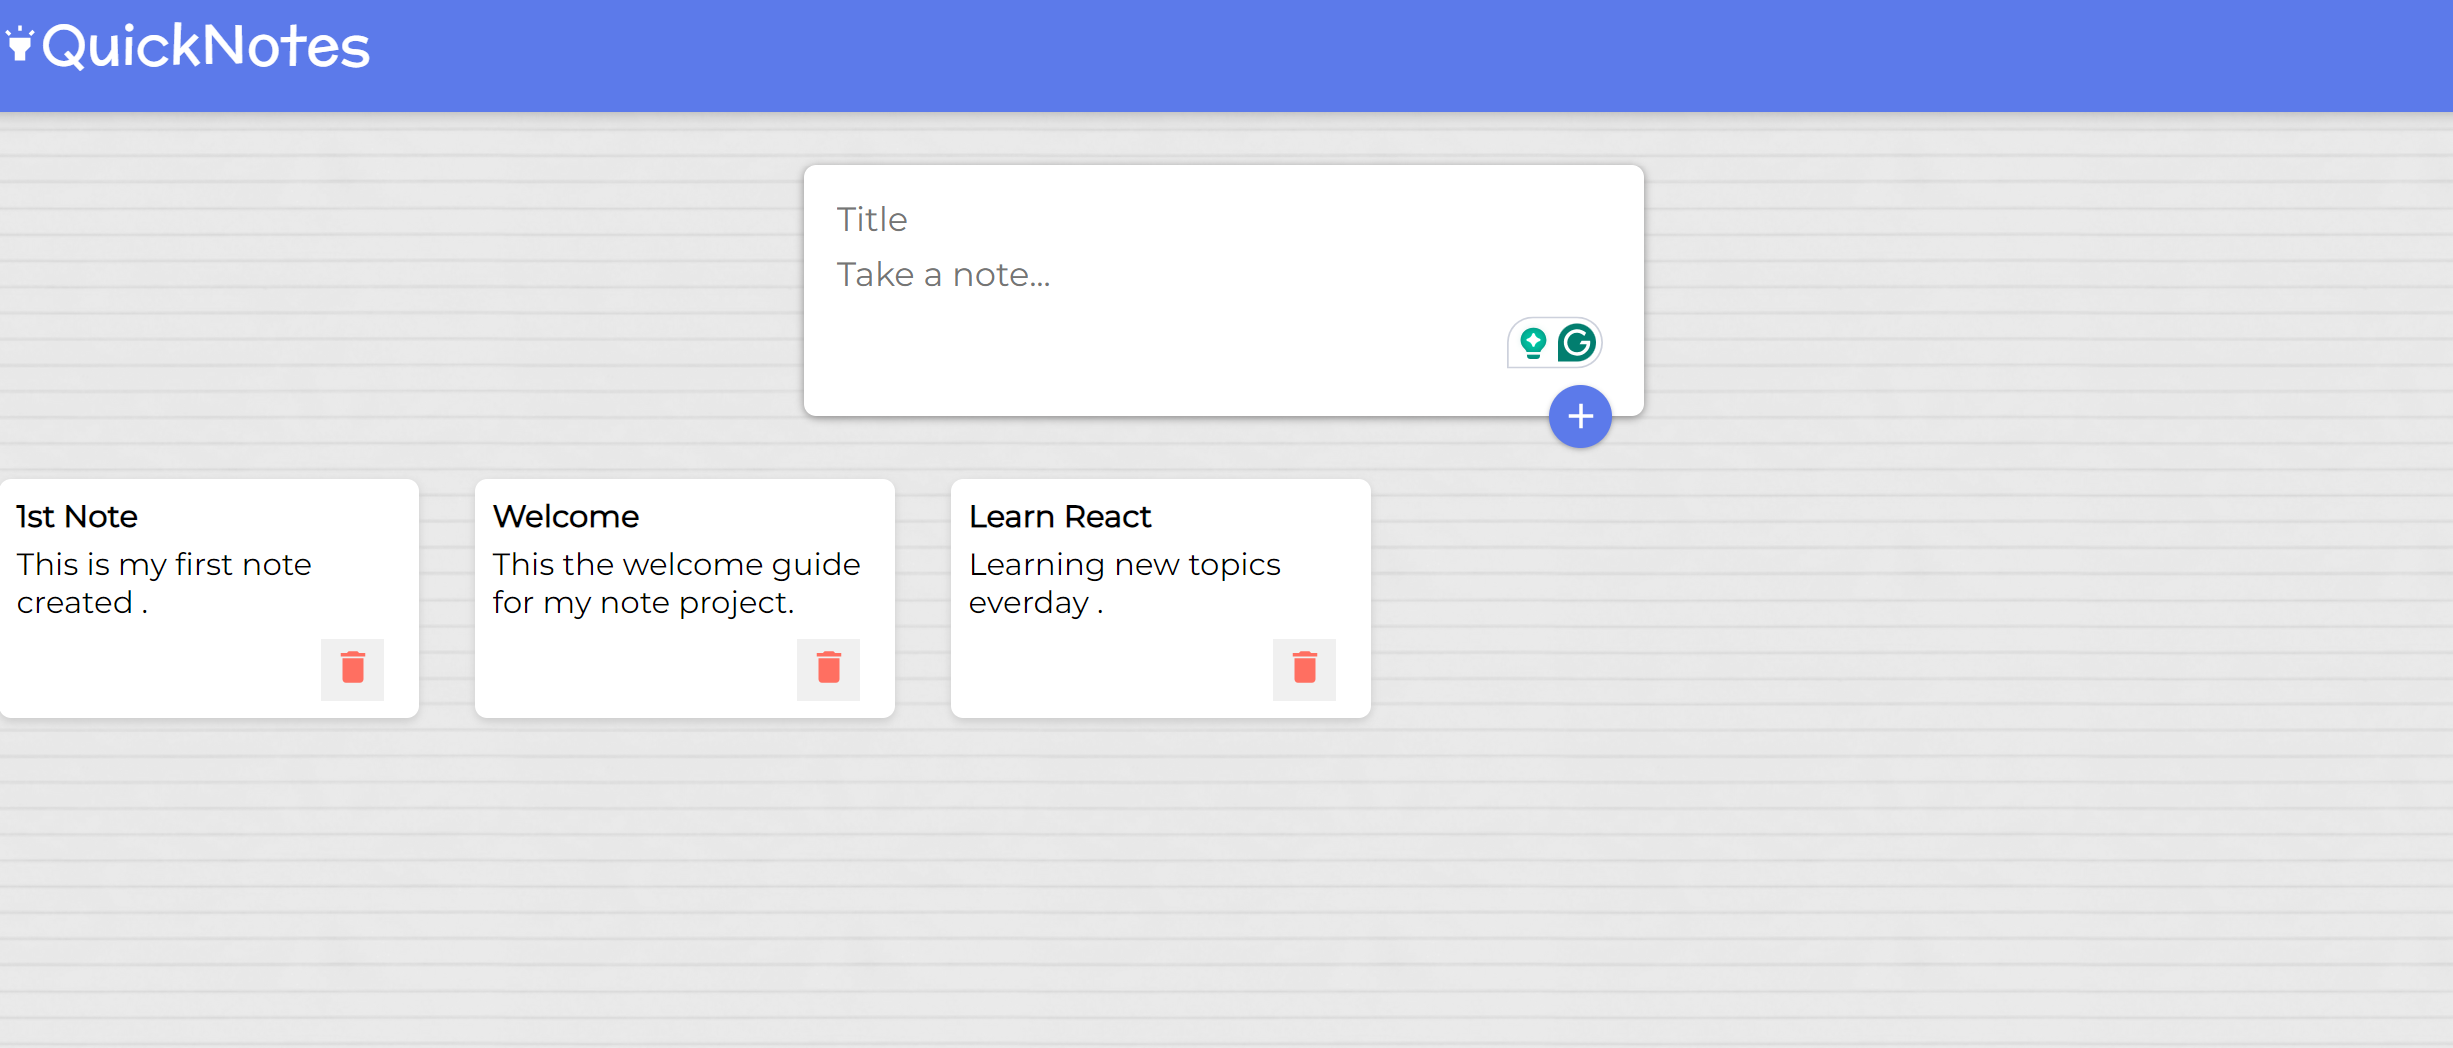 QuickNotes
Title
Take a note...
1st Note
This is my first note
created .
Welcome
This the welcome guide
for my note project.
Learn React
Learning new topics
everday .